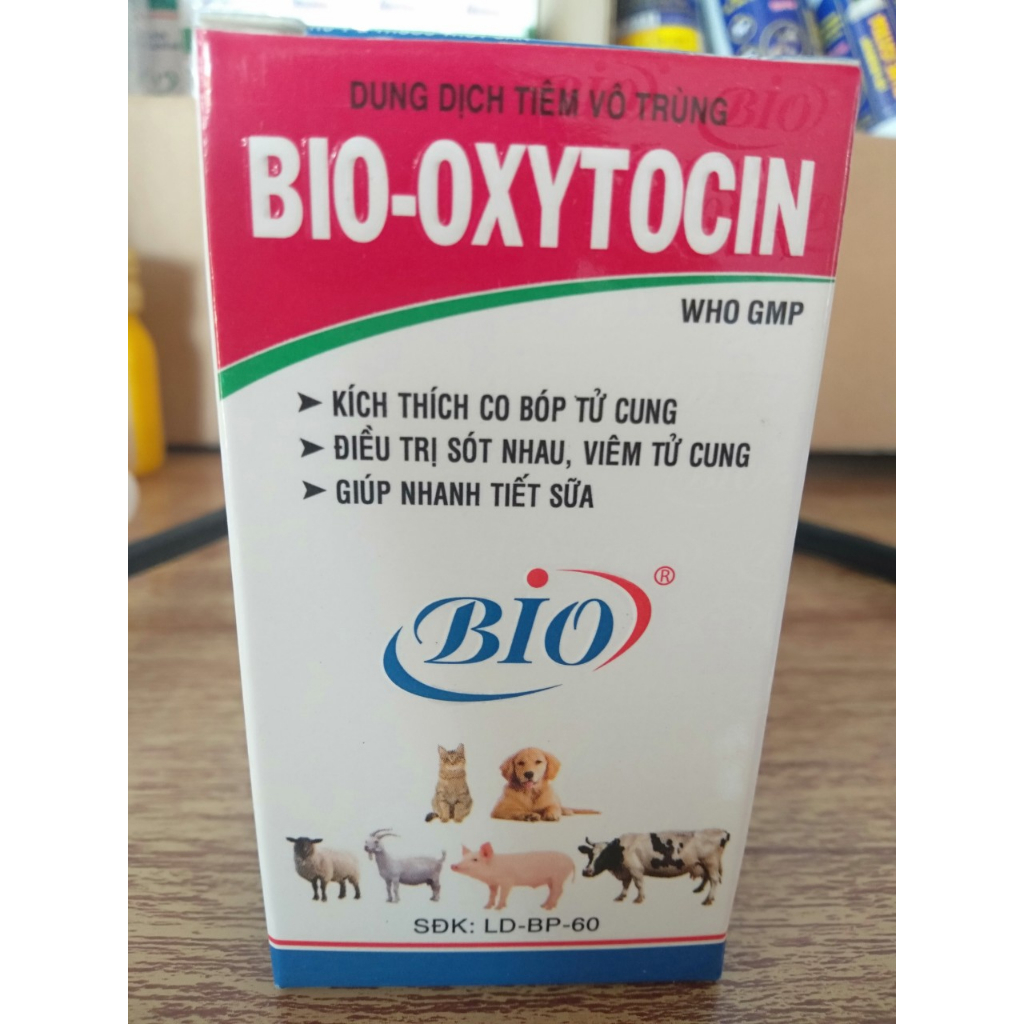 DUNG DỊCH TIÊM VÔ TRÙNG
BIO-OXYTOCIN
WHO GMP
➤ KÍCH THÍCH CO BÓP TỬ CUNG
➤ ĐIỀU TRỊ SÓT NHAU, VIÊM TỬ CUNG
➤ GIÚP NHANH TIẾT SỮA
BIO®
SĐK: LD-BP-60